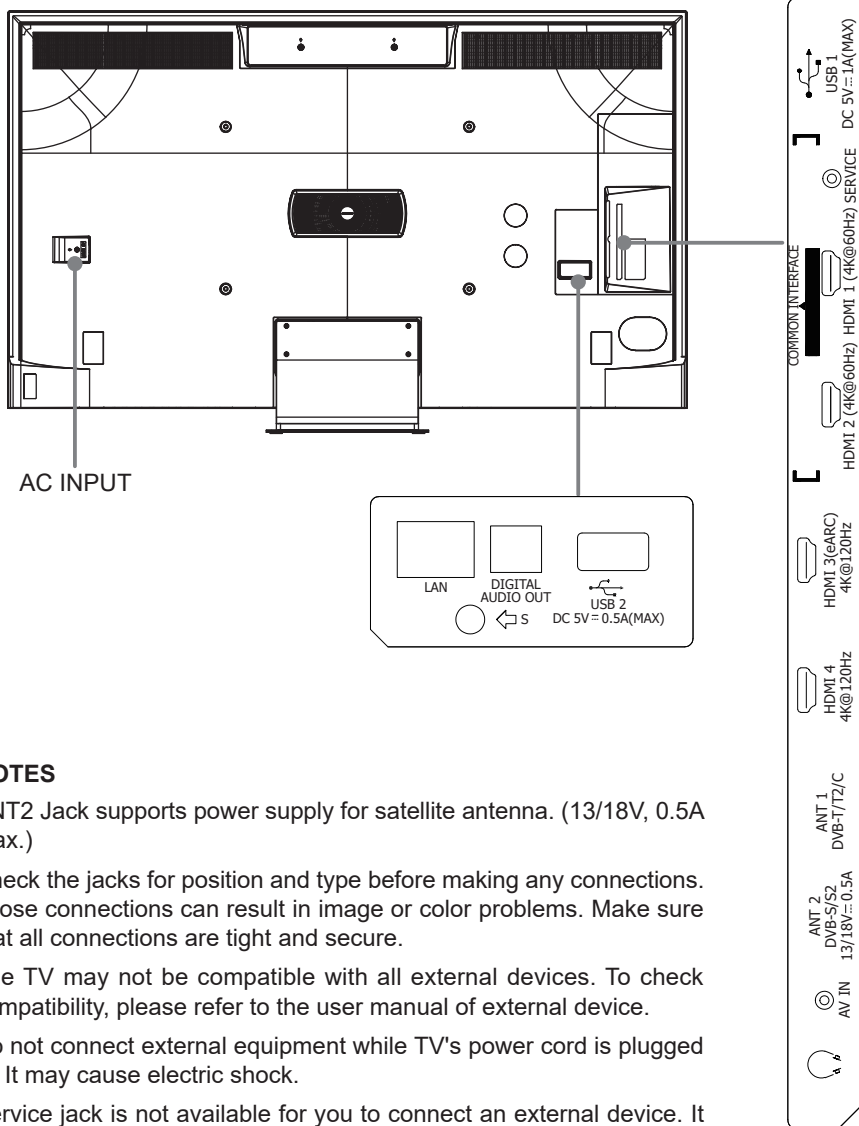 AC INPUT
LAN
DIGITAL
AUDIO OUT
S
USB 2
DC 5V⎓0.5A(MAX)
USB 1
DC 5V⎓1A(MAX)
SERVICE
COMMON INTERFACE
HDMI 1 (4K@60Hz)
HDMI 2 (4K@60Hz)
HDMI 3(eARC)
4K@120Hz
HDMI 4
4K@120Hz
ANT 1
DVB-T/T2/C
ANT 2
DVB-S/S2
13/18V⎓0.5A
AV IN
OTES
NT2 Jack supports power supply for satellite antenna. (13/18V, 0.5A
ax.)
heck the jacks for position and type before making any connections.
ose connections can result in image or color problems. Make sure
at all connections are tight and secure.
e TV may not be compatible with all external devices. To check
mpatibility, please refer to the user manual of external device.
o not connect external equipment while TV's power cord is plugged
. It may cause electric shock.
ervice jack is not available for you to connect an external device. It